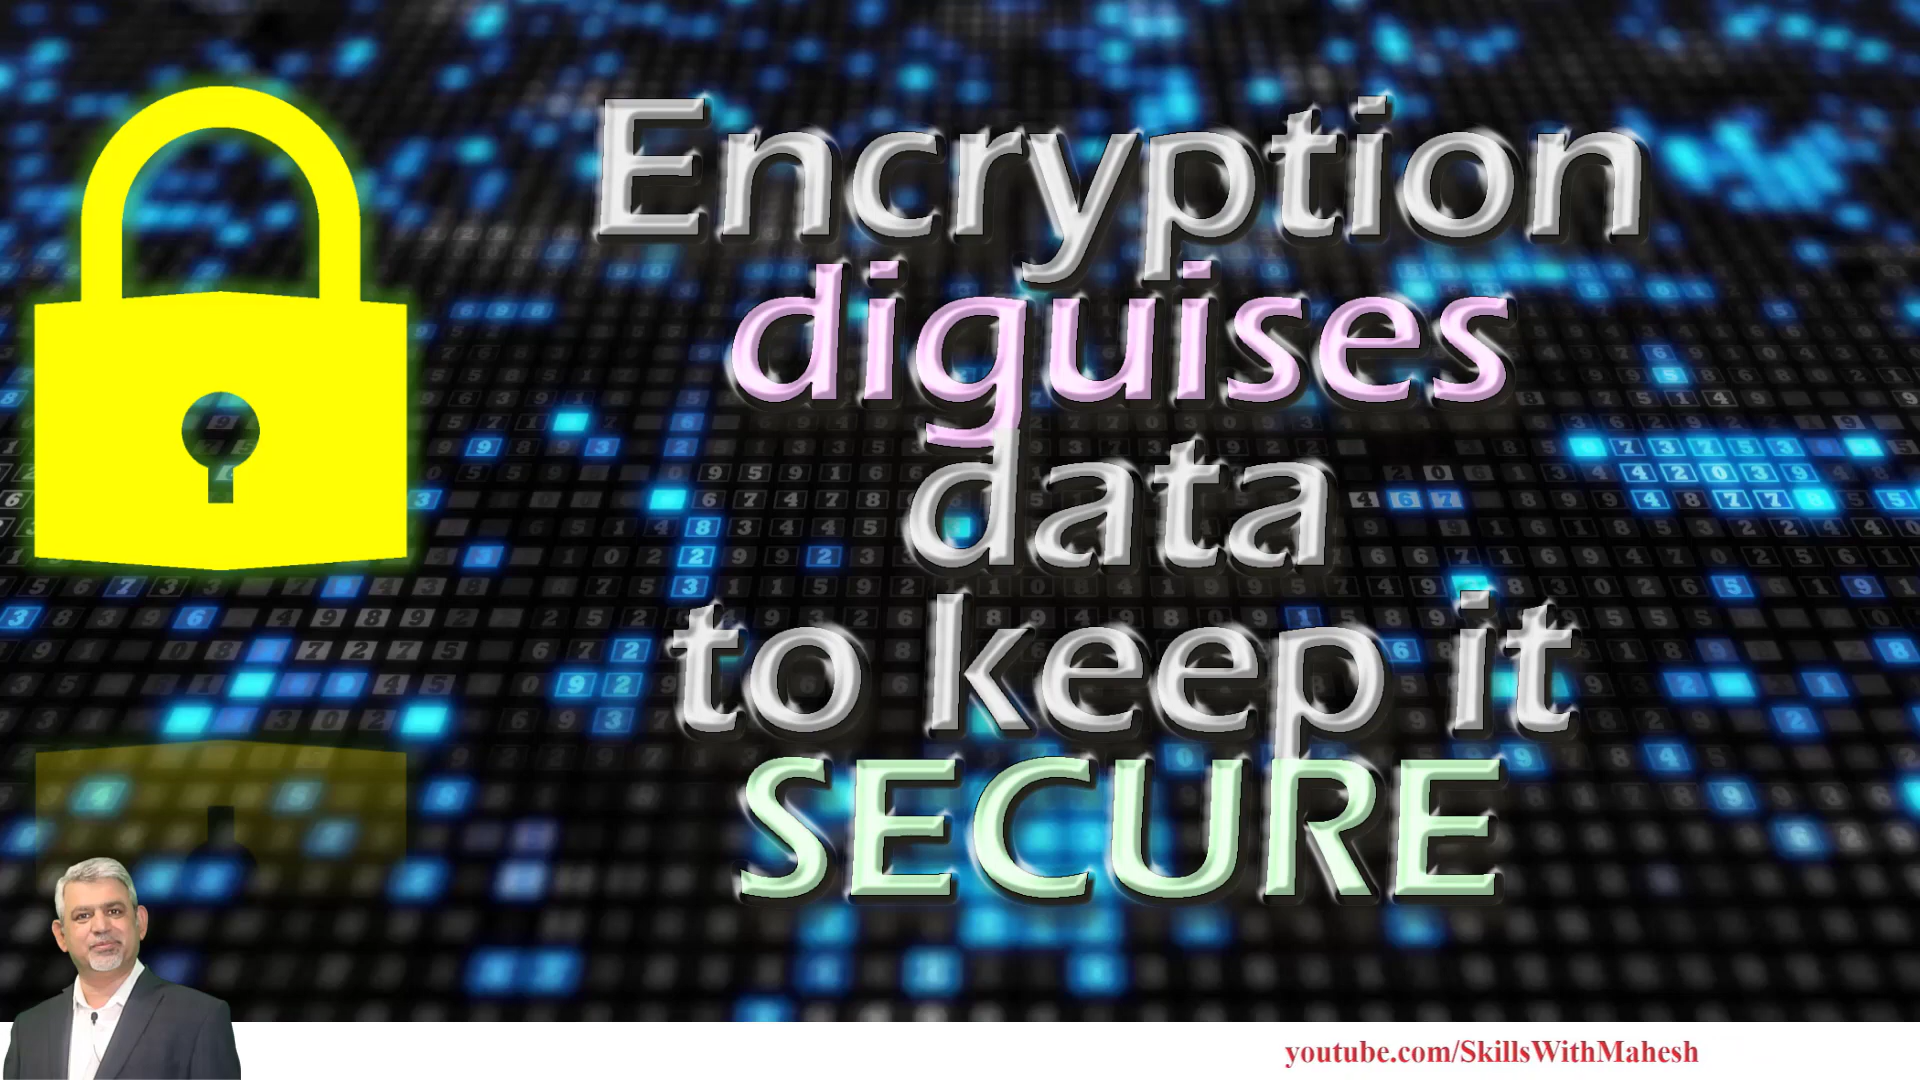 Encryption
diguises
data
to keep it
SECURE
youtube.com/SkillsWithMahesh